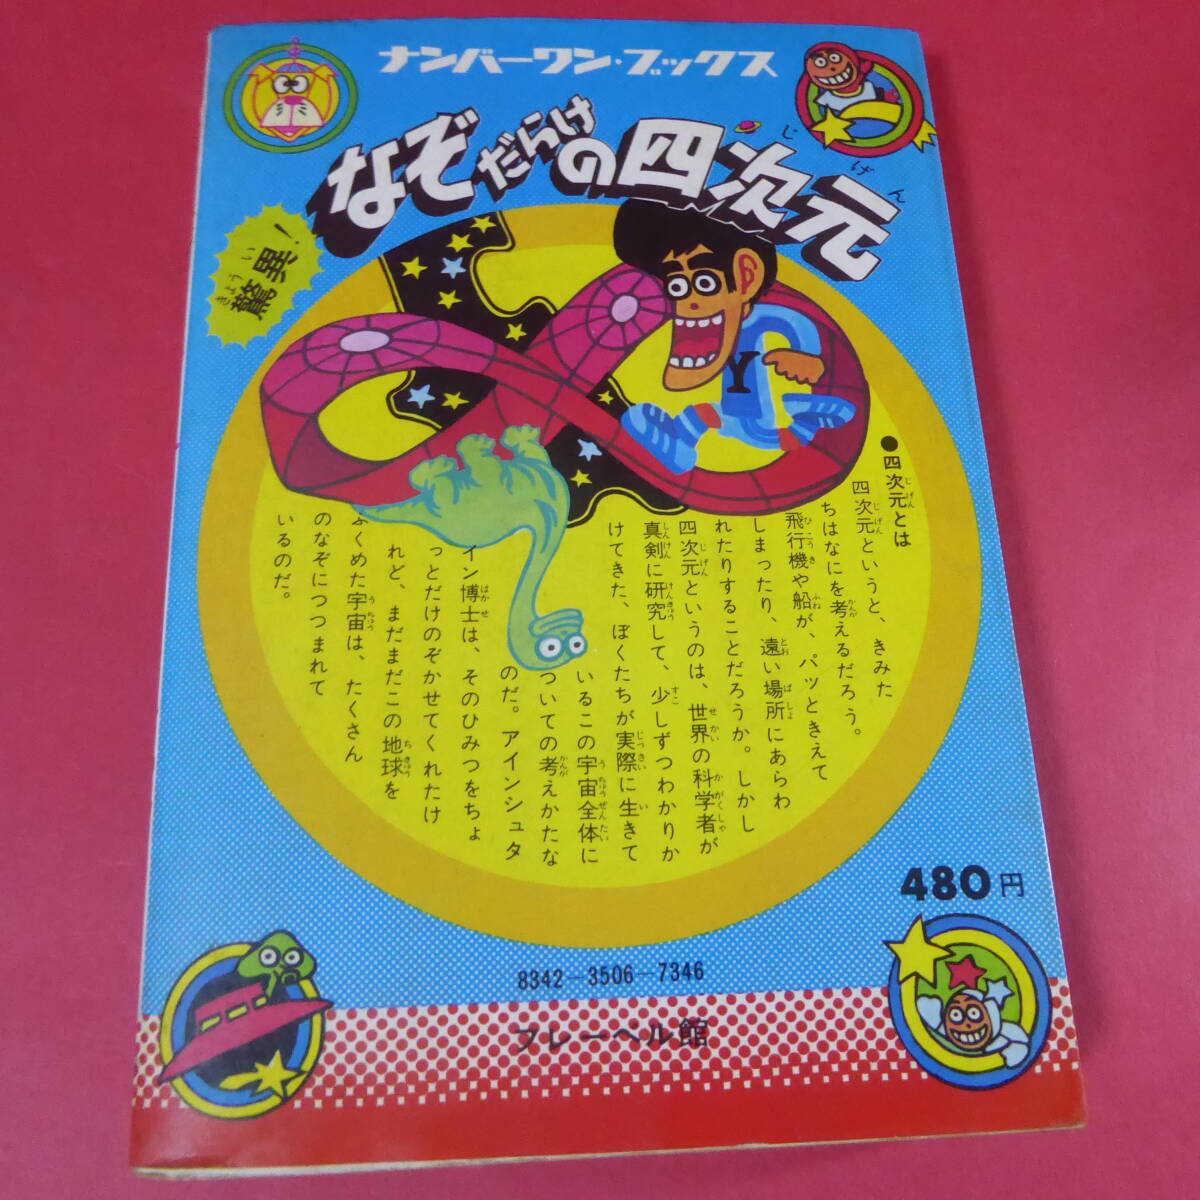 ナンバーワン・ブックス
なぞだらけの四次元
じげん
驚異!
きょうい
Y
●四次元とは
四次元というと、きみた
ちはなにを考えるだろう。
飛行機や船が、パッときえて
しまったり、遠い場所にあらわ
れたりすることだろうか。しかし
四次元というのは、世界の科学者が
真剣に研究して、少しずつわかりか
けてきた、ぼくたちが実際に生きて
いるこの宇宙全体に
ついての考えかたな
のだ。アインシュタ
イン博士は、そのひみつをちょ
っとだけのぞかせてくれたけ
れど、まだまだこの地球を
ふくめた宇宙は、たくさん
のなぞにつつまれて
いるのだ。
480円
8342-3506-7346
フレーベル館